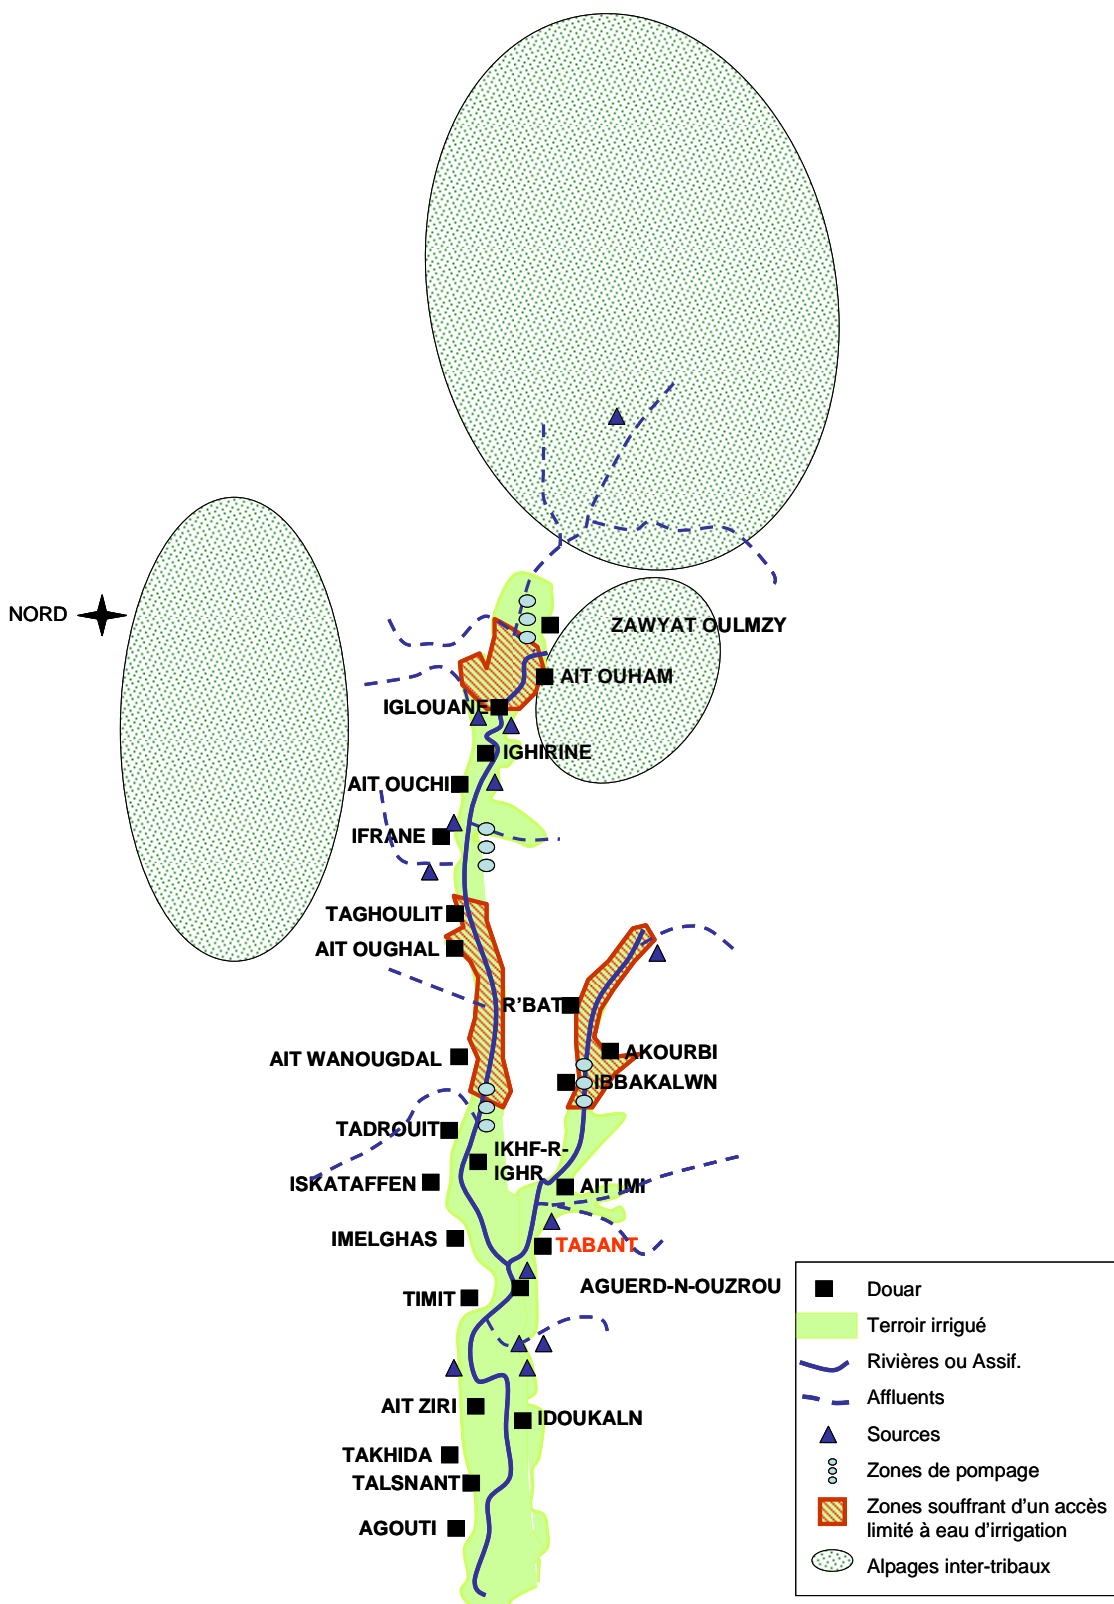 NORD
ZAWYAT OULMZY
AIT OUHAM
IGLOUANE
IGHIRINE
AIT OUCHI
IFRANE
TAGHOULIT
AIT OUGHAL
R'BAT
AIT WANOUGDAL
AKOURBI
IBBAKALWN
TADROUIT
IKHF-R-
IGHR
ISKATAFFEN
AIT IMI
IMELGHAS
TABANT
AGUERD-N-OUZROU
TIMIT
AIT ZIRI
IDOUKALN
TAKHIDA
TALSNANT
AGOUTI
Douar
Terroir irrigué
Rivières ou Assif.
Affluents
Sources
Zones de pompage
Zones souffrant d'un accès
limité à eau d'irrigation
Alpages inter-tribaux